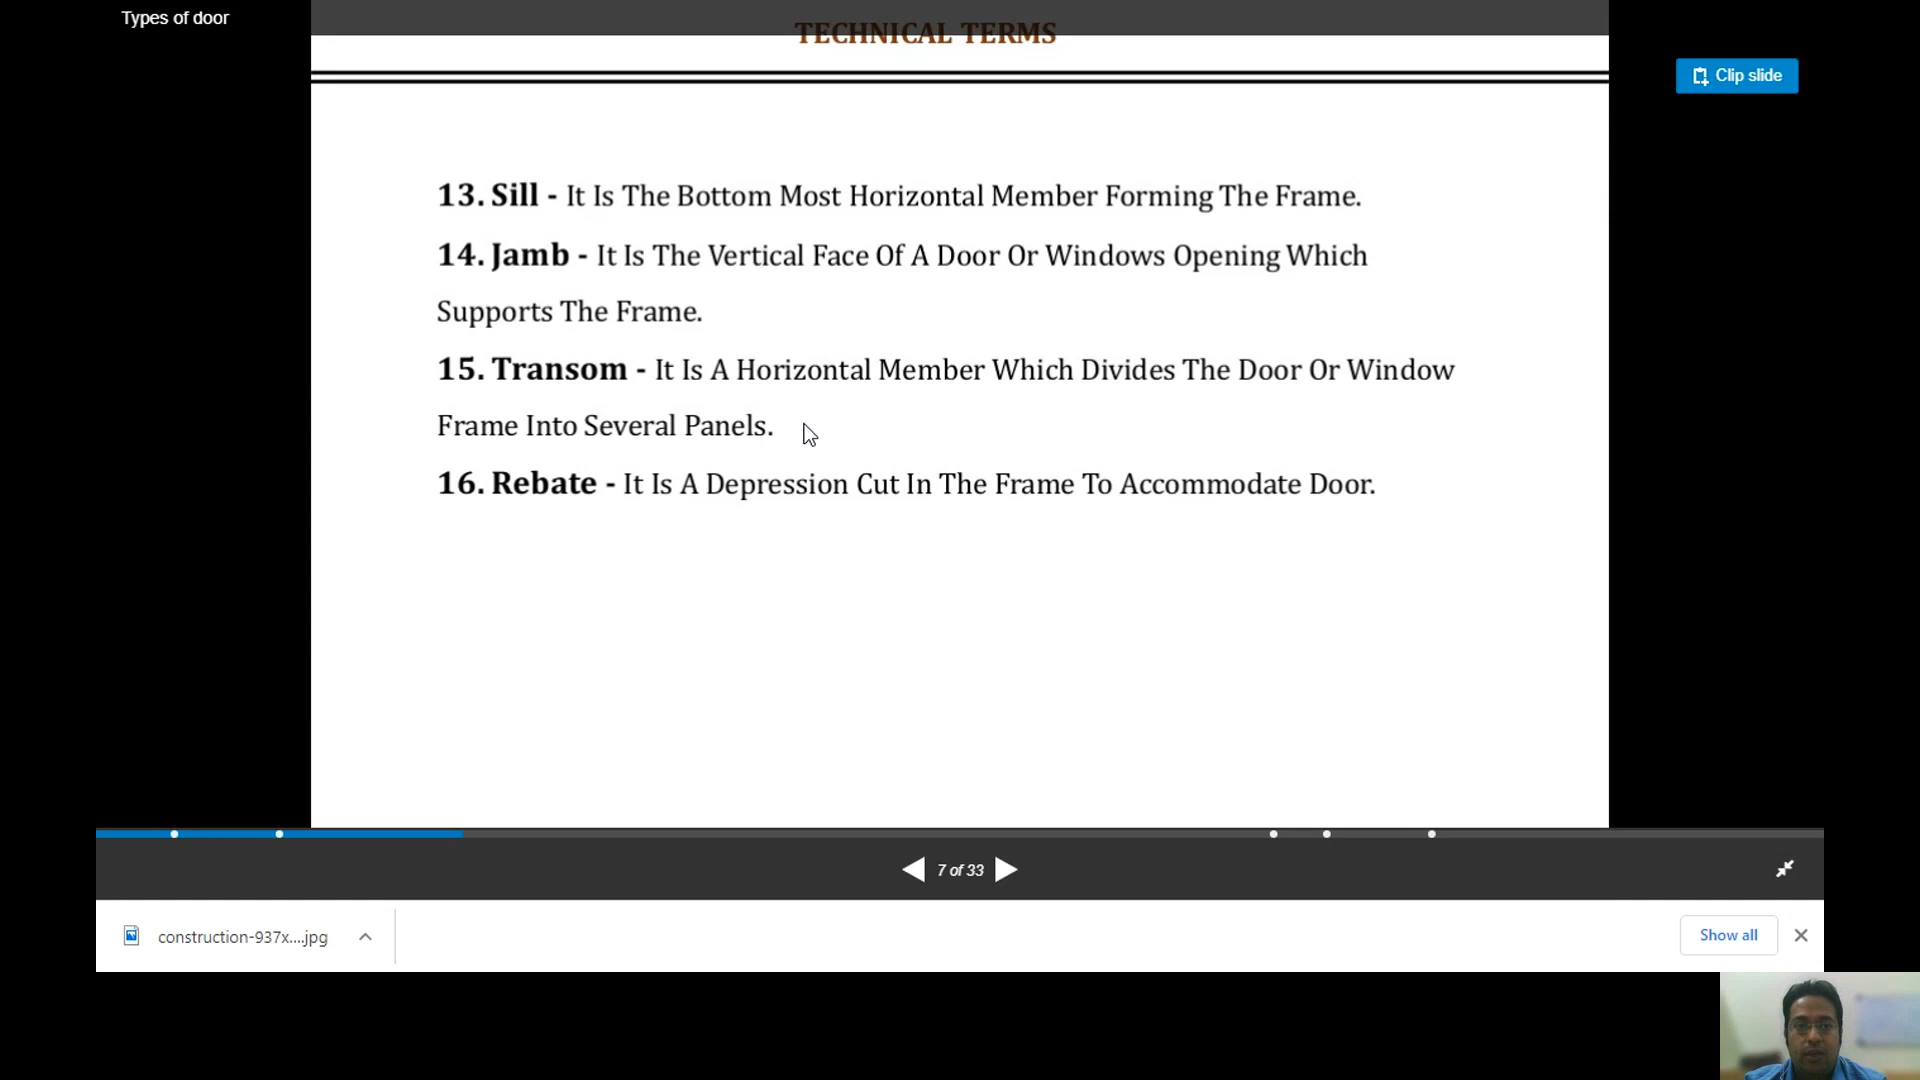 Types of door
TECHNICAL TERMS
Clip slide
13. Sill - It Is The Bottom Most Horizontal Member Forming The Frame.
14. Jamb - It Is The Vertical Face Of A Door Or Windows Opening Which
Supports The Frame.
15. Transom - It Is A Horizontal Member Which Divides The Door Or Window
Frame Into Several Panels.
16. Rebate - It Is A Depression Cut In The Frame To Accommodate Door.
7 of 33
construction-937x....jpg
Show all